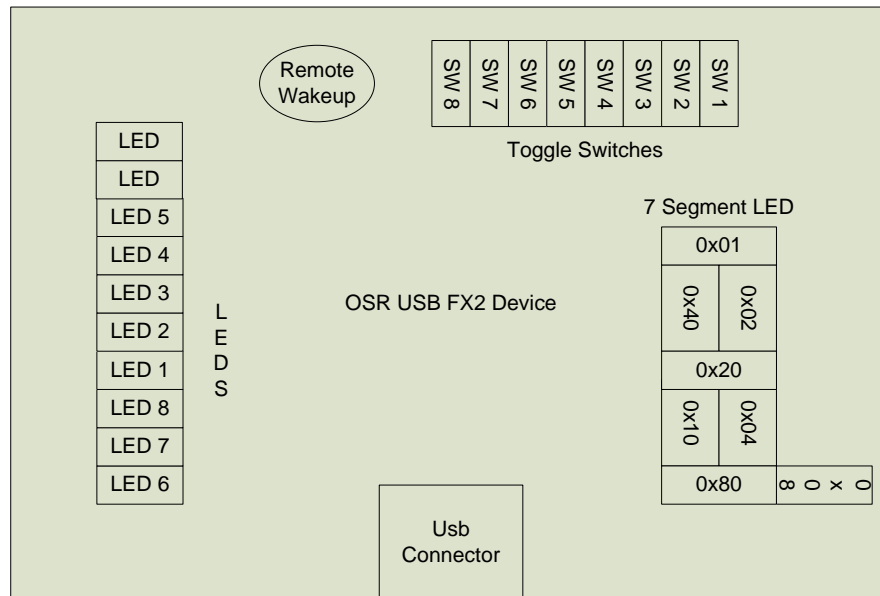 Remote
Wakeup
SW 8
SW 7
SW 6
SW 5
SW 4
SW 3
SW 2
SW 1
Toggle Switches
LED
LED
LED 5
LED 4
LED 3
LED 2
LED 1
LED 8
LED 7
LED 6
LEDS
OSR USB FX2 Device
7 Segment LED
0x01
0x40
0x02
0x20
0x10
0x04
0x80
0x08
Usb
Connector